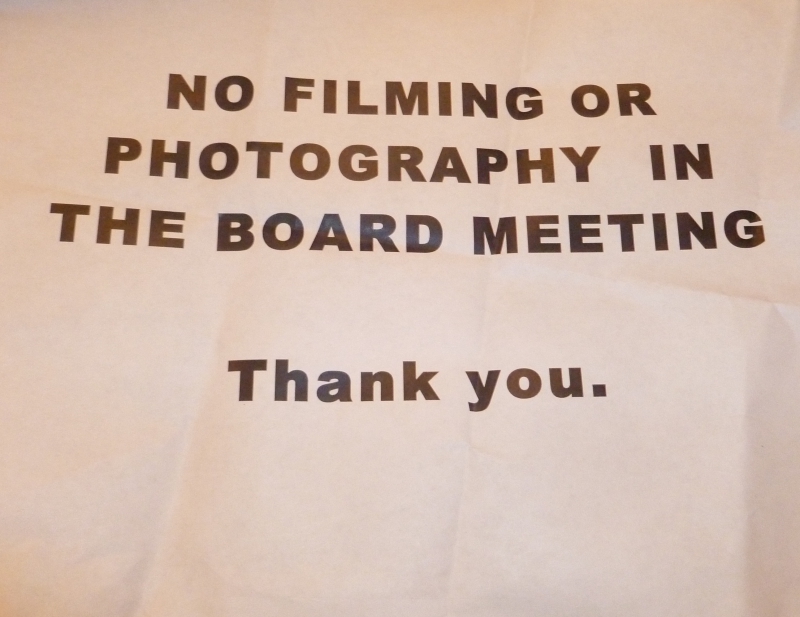 NO FILMING OR
PHOTOGRAPHY IN
THE BOARD MEETING
Thank you.